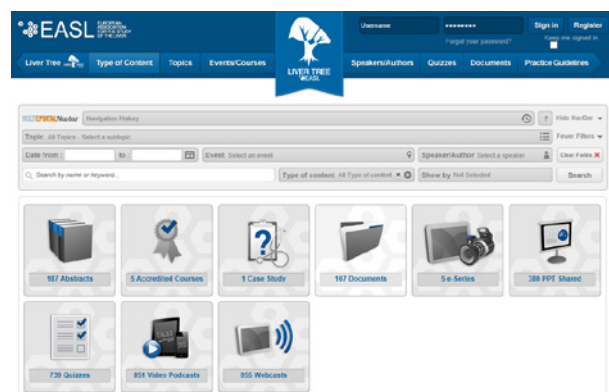 EASL EUROPEAN ASSOCIATION FOR THE STUDY OF THE LIVER
Username
••••••••
Sign in
Register
Forgot your password?
Keep me signed in
Liver Tree
Type of Content
Topics
Events/Courses
LIVER TREE
EASL
Speakers/Authors
Quizzes
Documents
Practice Guidelines
MULTEPORTALNavbar
Navigation History
?
Hide NavBar
Topic All Topics - Select a subtopic
Fewer Filters
Date from :
to :
Event Select an event
Speaker/Author Select a speaker
Clear Fields
Search by name or keyword...
Type of content All Type of content
Show by Not Selected
Search
187 Abstracts
5 Accredited Courses
1 Case Study
167 Documents
5 e-Series
386 PPT Shared
739 Quizzes
851 Video Podcasts
955 Webcasts